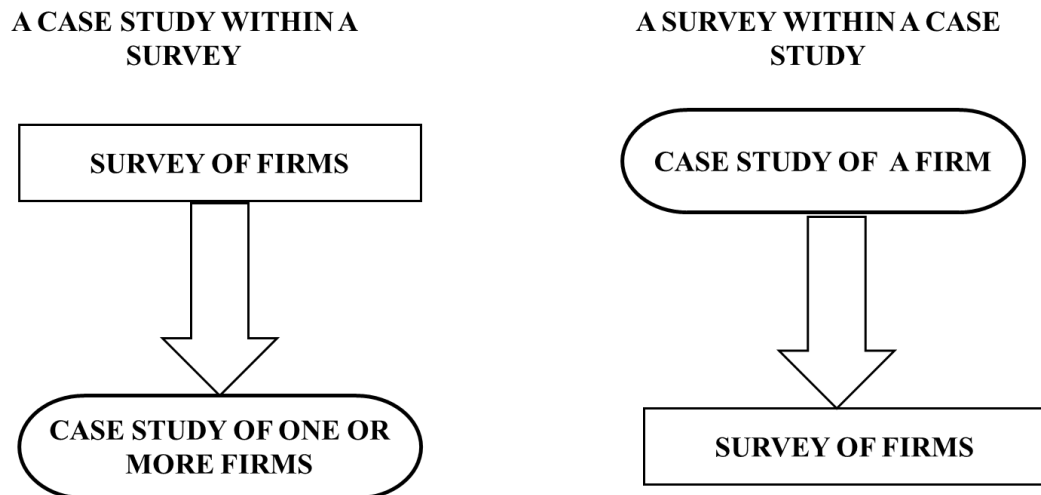 A CASE STUDY WITHIN A
SURVEY
SURVEY OF FIRMS
CASE STUDY OF ONE OR
MORE FIRMS
A SURVEY WITHIN A CASE
STUDY
CASE STUDY OF A FIRM
SURVEY OF FIRMS